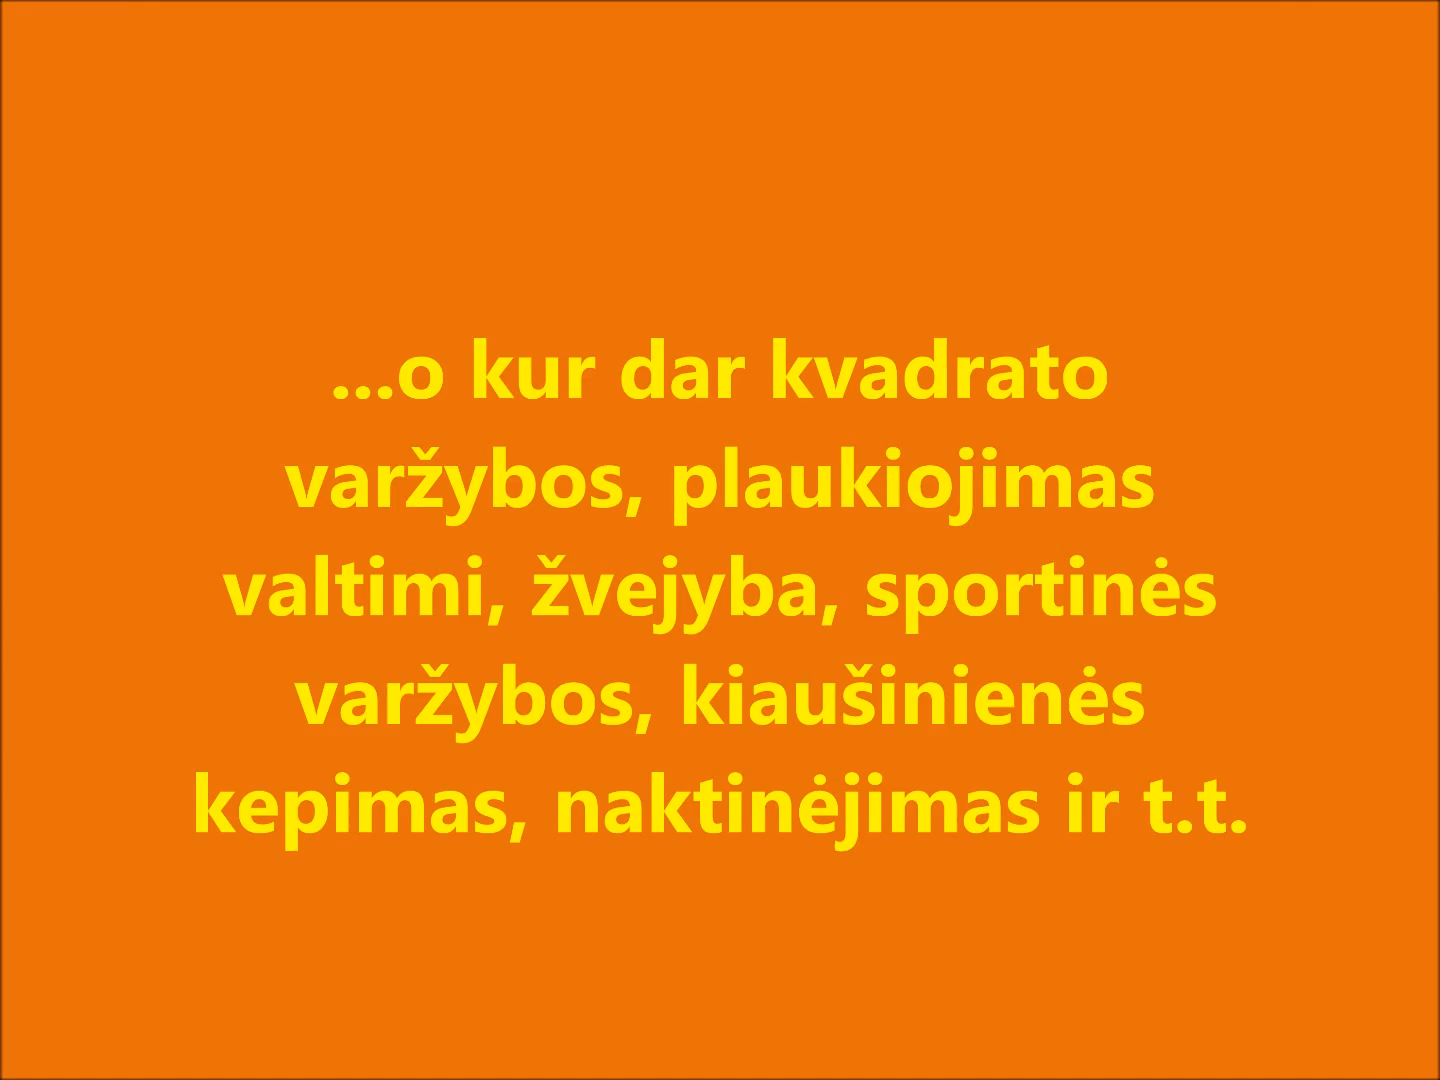 ...o kur dar kvadrato
varžybos, plaukiojimas
valtimi, žvejyba, sportinės
varžybos, kiaušinienės
kepimas, naktinėjimas ir t.t.